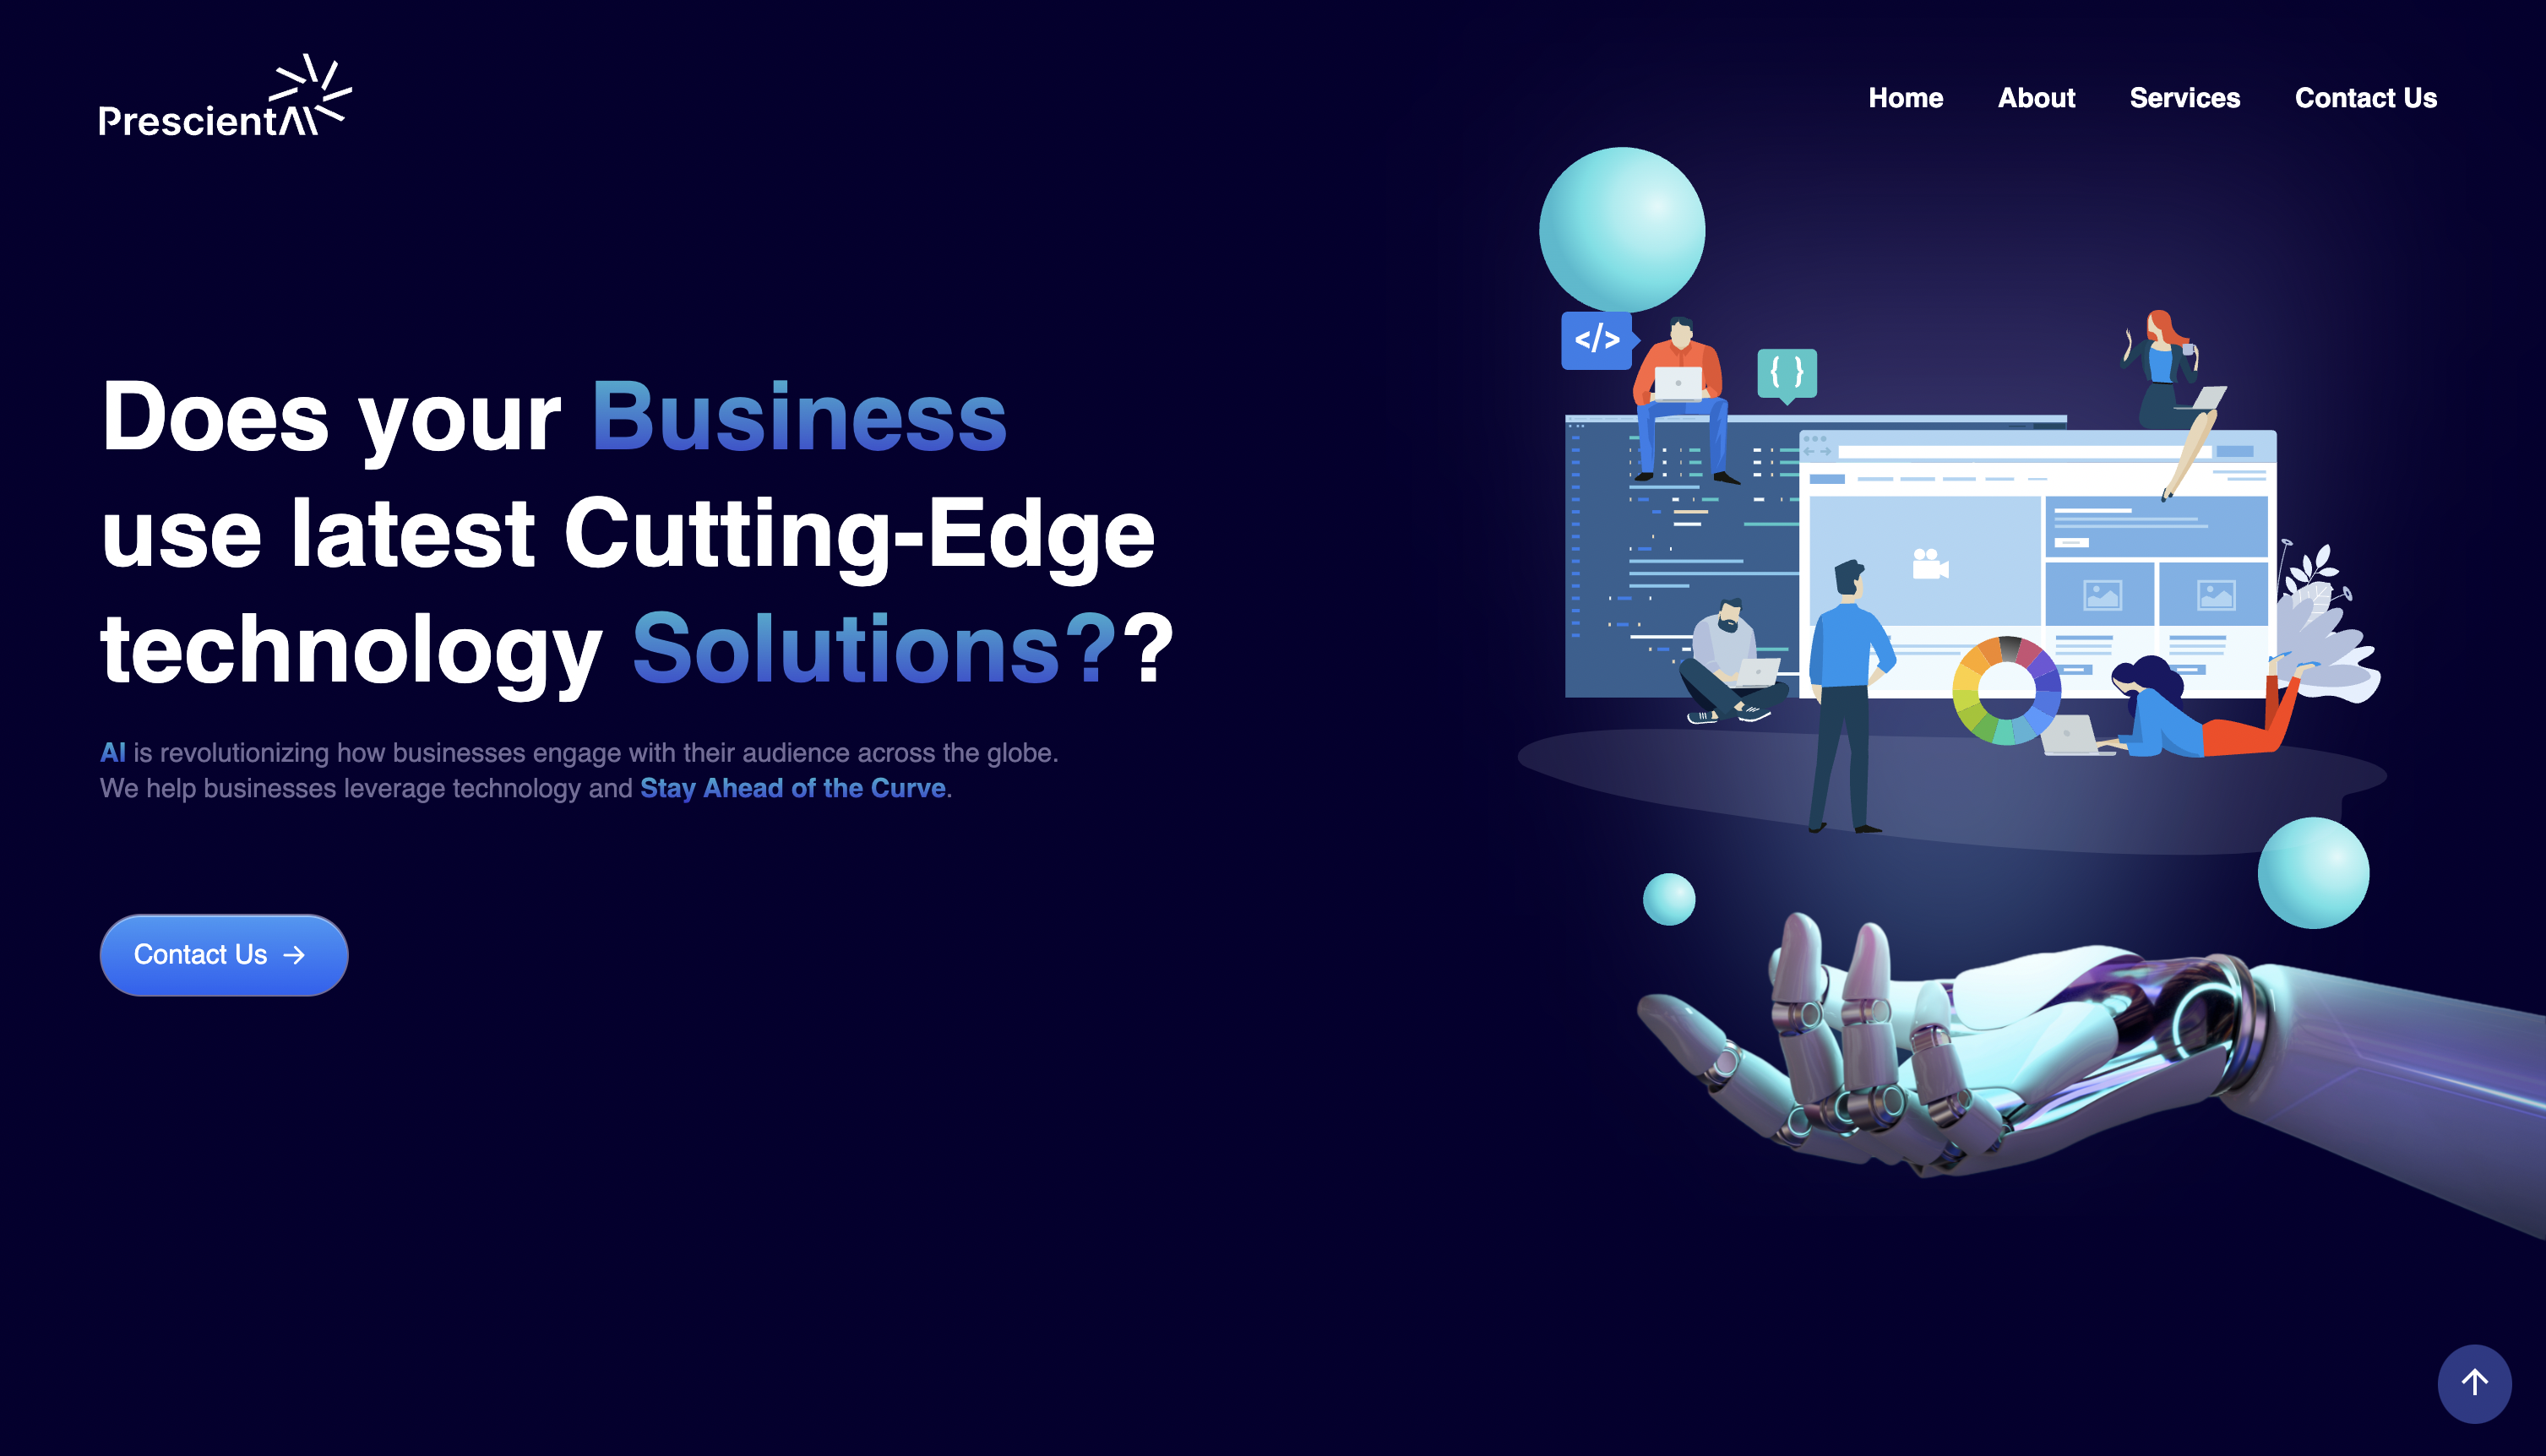 PrescientAI
Home About Services Contact Us
</>
{ }
Does your Business
use latest Cutting-Edge
technology Solutions??
AI is revolutionizing how businesses engage with their audience across the globe.
We help businesses leverage technology and Stay Ahead of the Curve.
Contact Us →